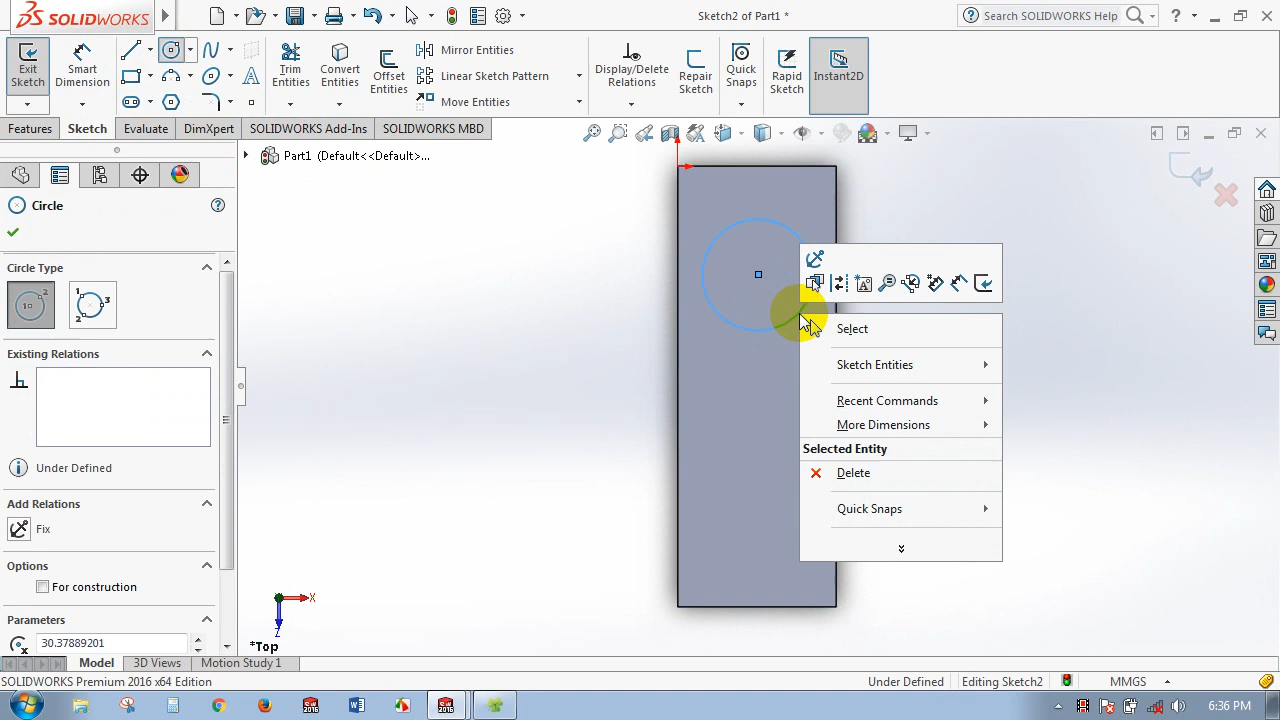 SOLIDWORKS
Sketch2 of Part1 *
Search SOLIDWORKS Help
Exit Sketch
Smart Dimension
Trim Entities
Convert Entities
Offset Entities
Mirror Entities
Linear Sketch Pattern
Move Entities
Display/Delete Relations
Repair Sketch
Quick Snaps
Rapid Sketch
Instant2D
Features
Sketch
Evaluate
DimXpert
SOLIDWORKS Add-Ins
SOLIDWORKS MBD
Part1 (Default<<Default>...
Circle
Circle Type
Existing Relations
Under Defined
Add Relations
Fix
Options
For construction
Parameters
30.37889201
Select
Sketch Entities
Recent Commands
More Dimensions
Selected Entity
Delete
Quick Snaps
X
Z
*Top
Model
3D Views
Motion Study 1
SOLIDWORKS Premium 2016 x64 Edition
Under Defined
Editing Sketch2
MMGS
6:36 PM